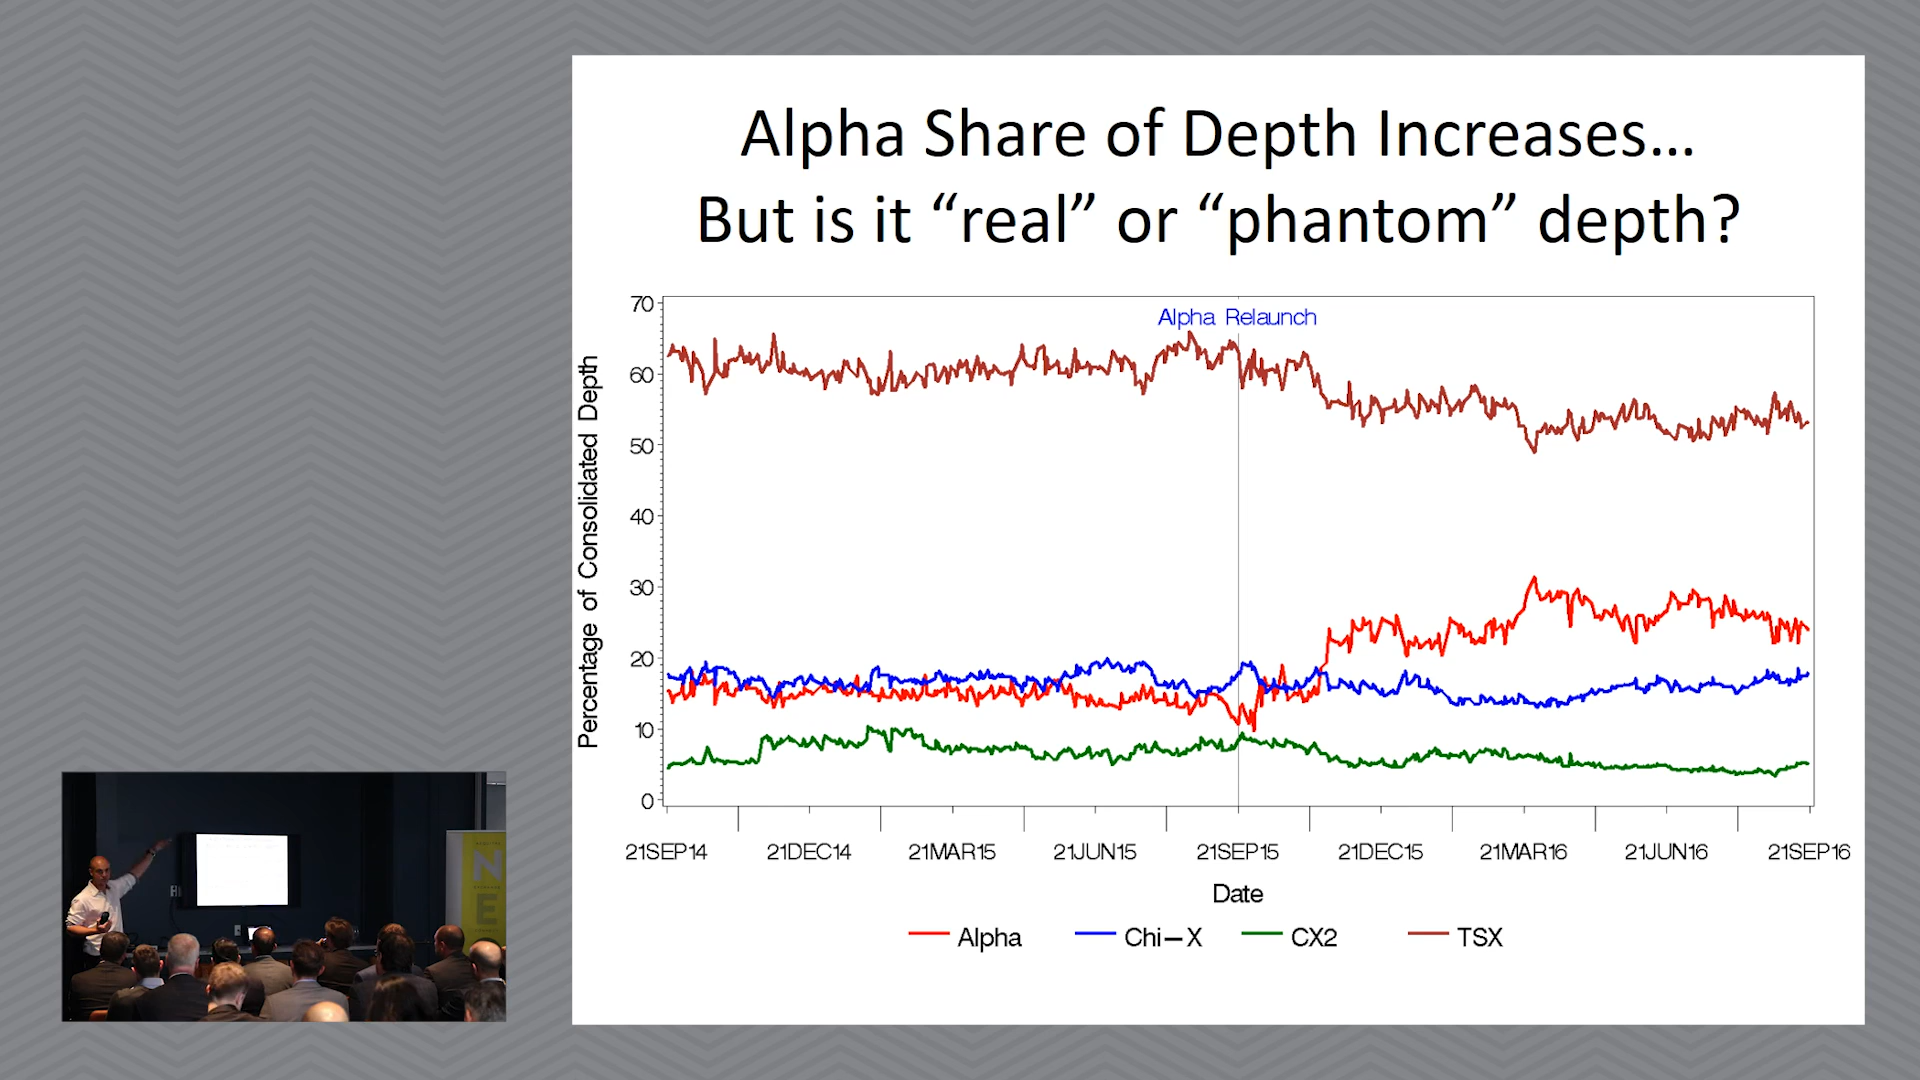 Alpha Share of Depth Increases...
But is it “real” or “phantom” depth?
Alpha Relaunch
Percentage of Consolidated Depth
70
60
50
40
30
20
10
0
21SEP14 21DEC14 21MAR15 21JUN15 21SEP15 21DEC15 21MAR16 21JUN16 21SEP16
Date
Alpha Chi–X CX2 TSX
N
E